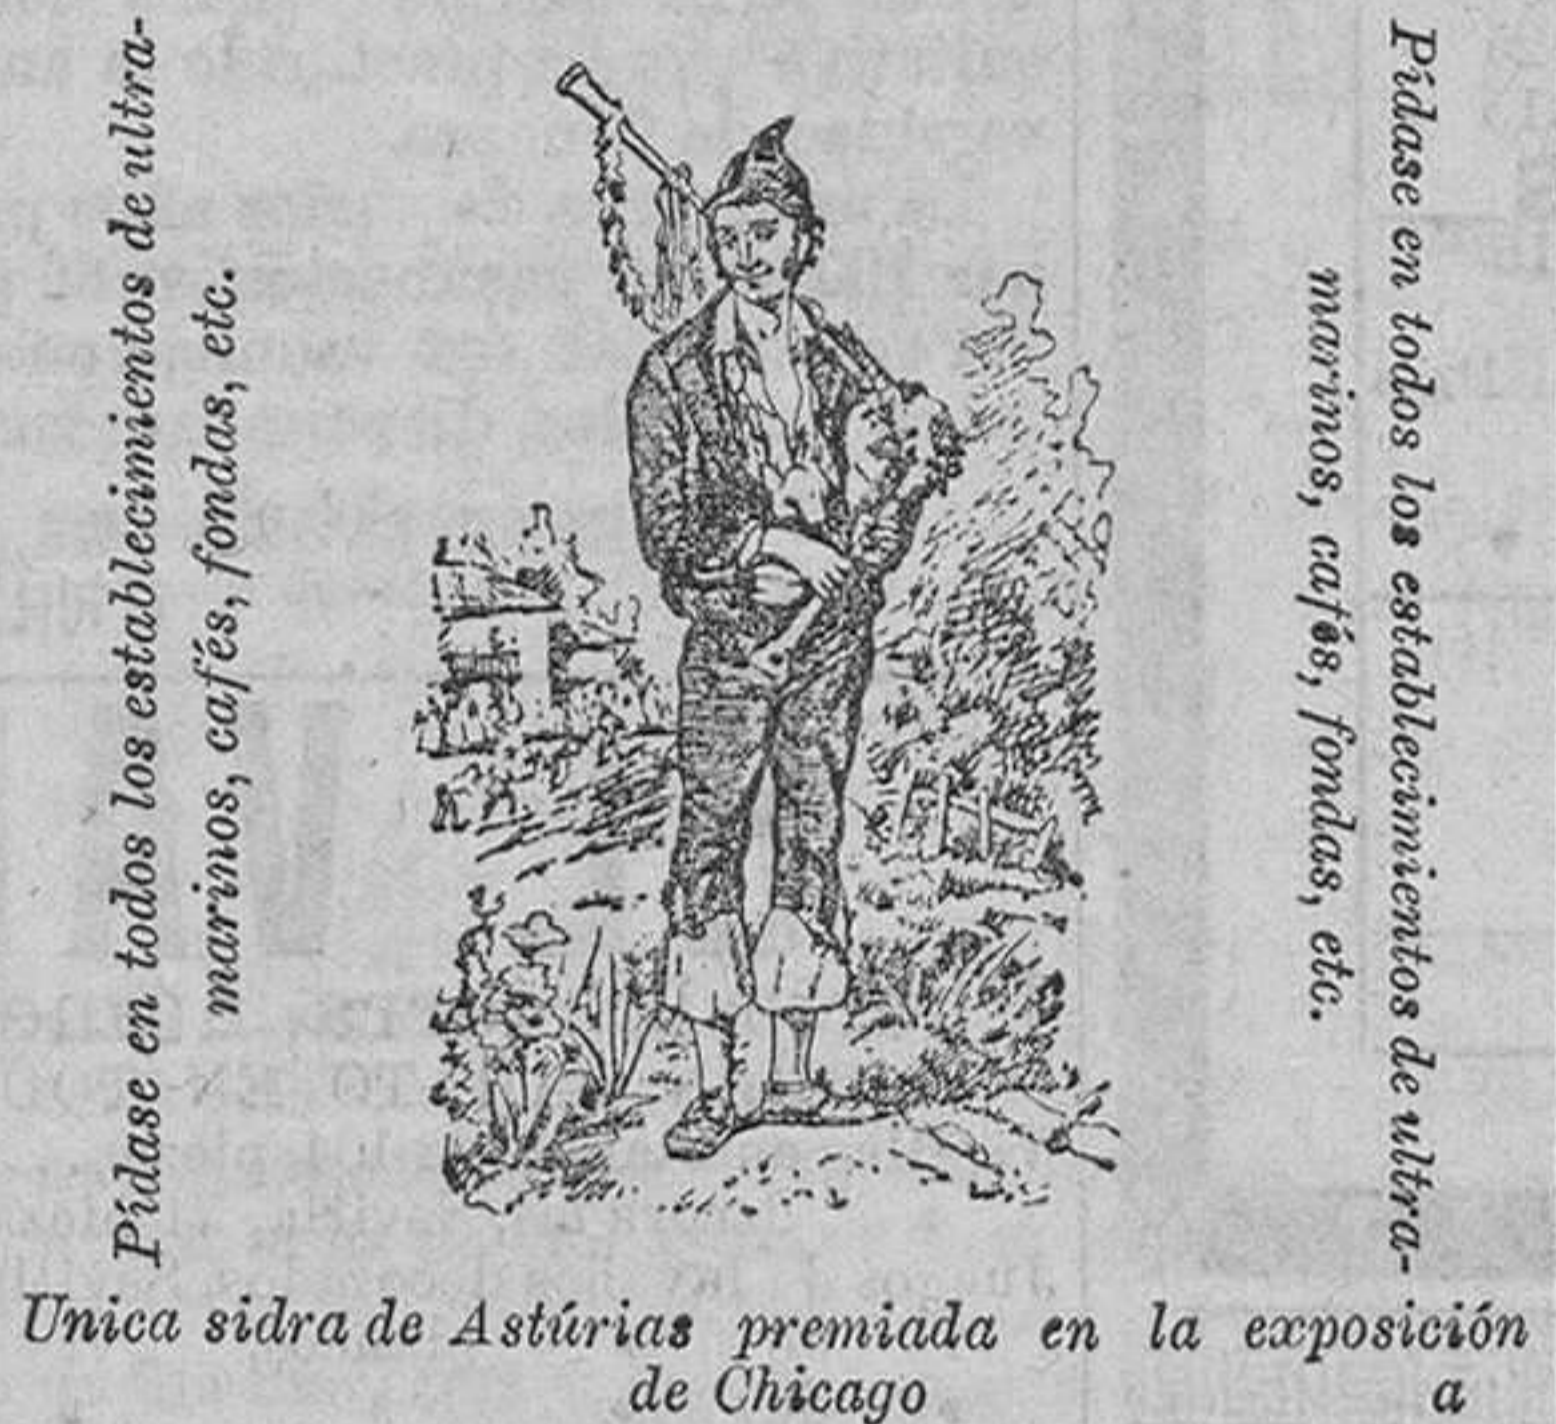 Pídase en todos los establecimientos de ultra-
marinos, cafés, fondas, etc.
Pídase en todos los establecimientos de ultra-
marinos, cafés, fondas, etc.
Unica sidra de Astúrias premiada en la exposición
de Chicago a